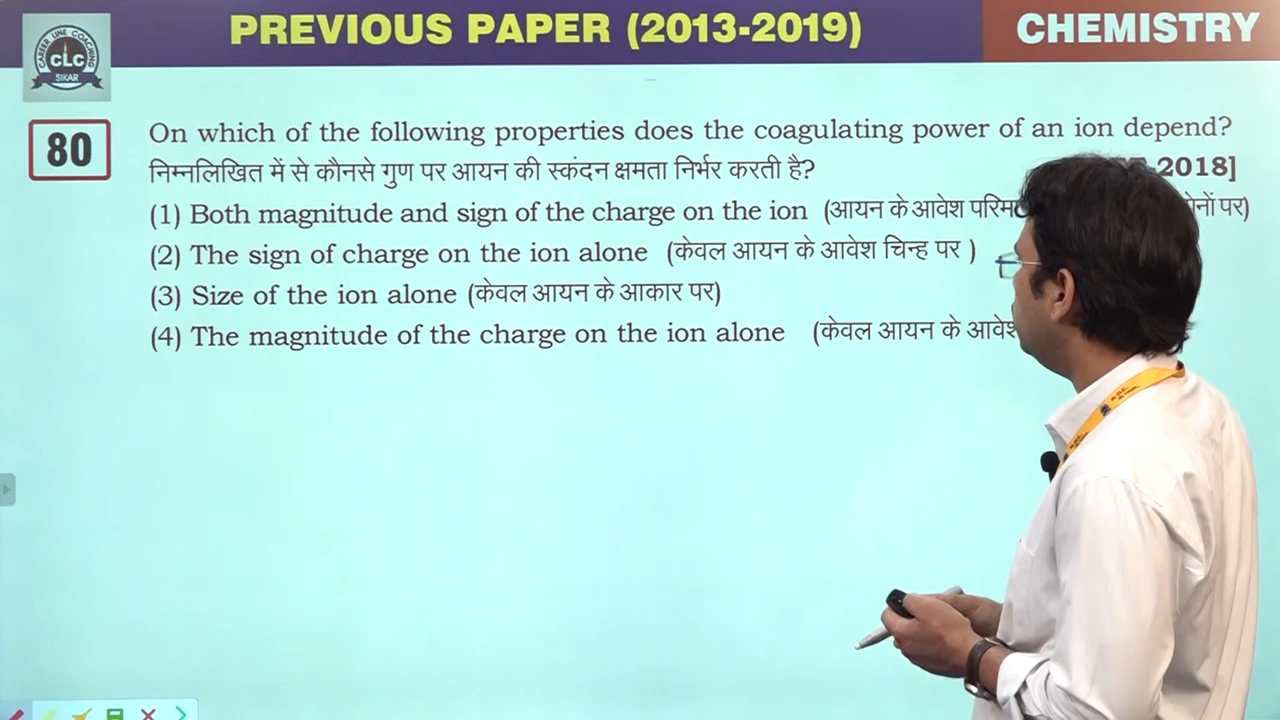 PREVIOUS PAPER (2013-2019)
CHEMISTRY
CAREER LINE COACHING
CLC
SIKAR
80
On which of the following properties does the coagulating power of an ion depend?
निम्नलिखित में से कौनसे गुण पर आयन की स्कंदन क्षमता निर्भर करती है?
2018]
(1) Both magnitude and sign of the charge on the ion (आयन के आवेश पर)
(2) The sign of charge on the ion alone (केवल आयन के आवेश चिन्ह पर )
(3) Size of the ion alone (केवल आयन के आकार पर)
(4) The magnitude of the charge on the ion alone (केवल आयन के